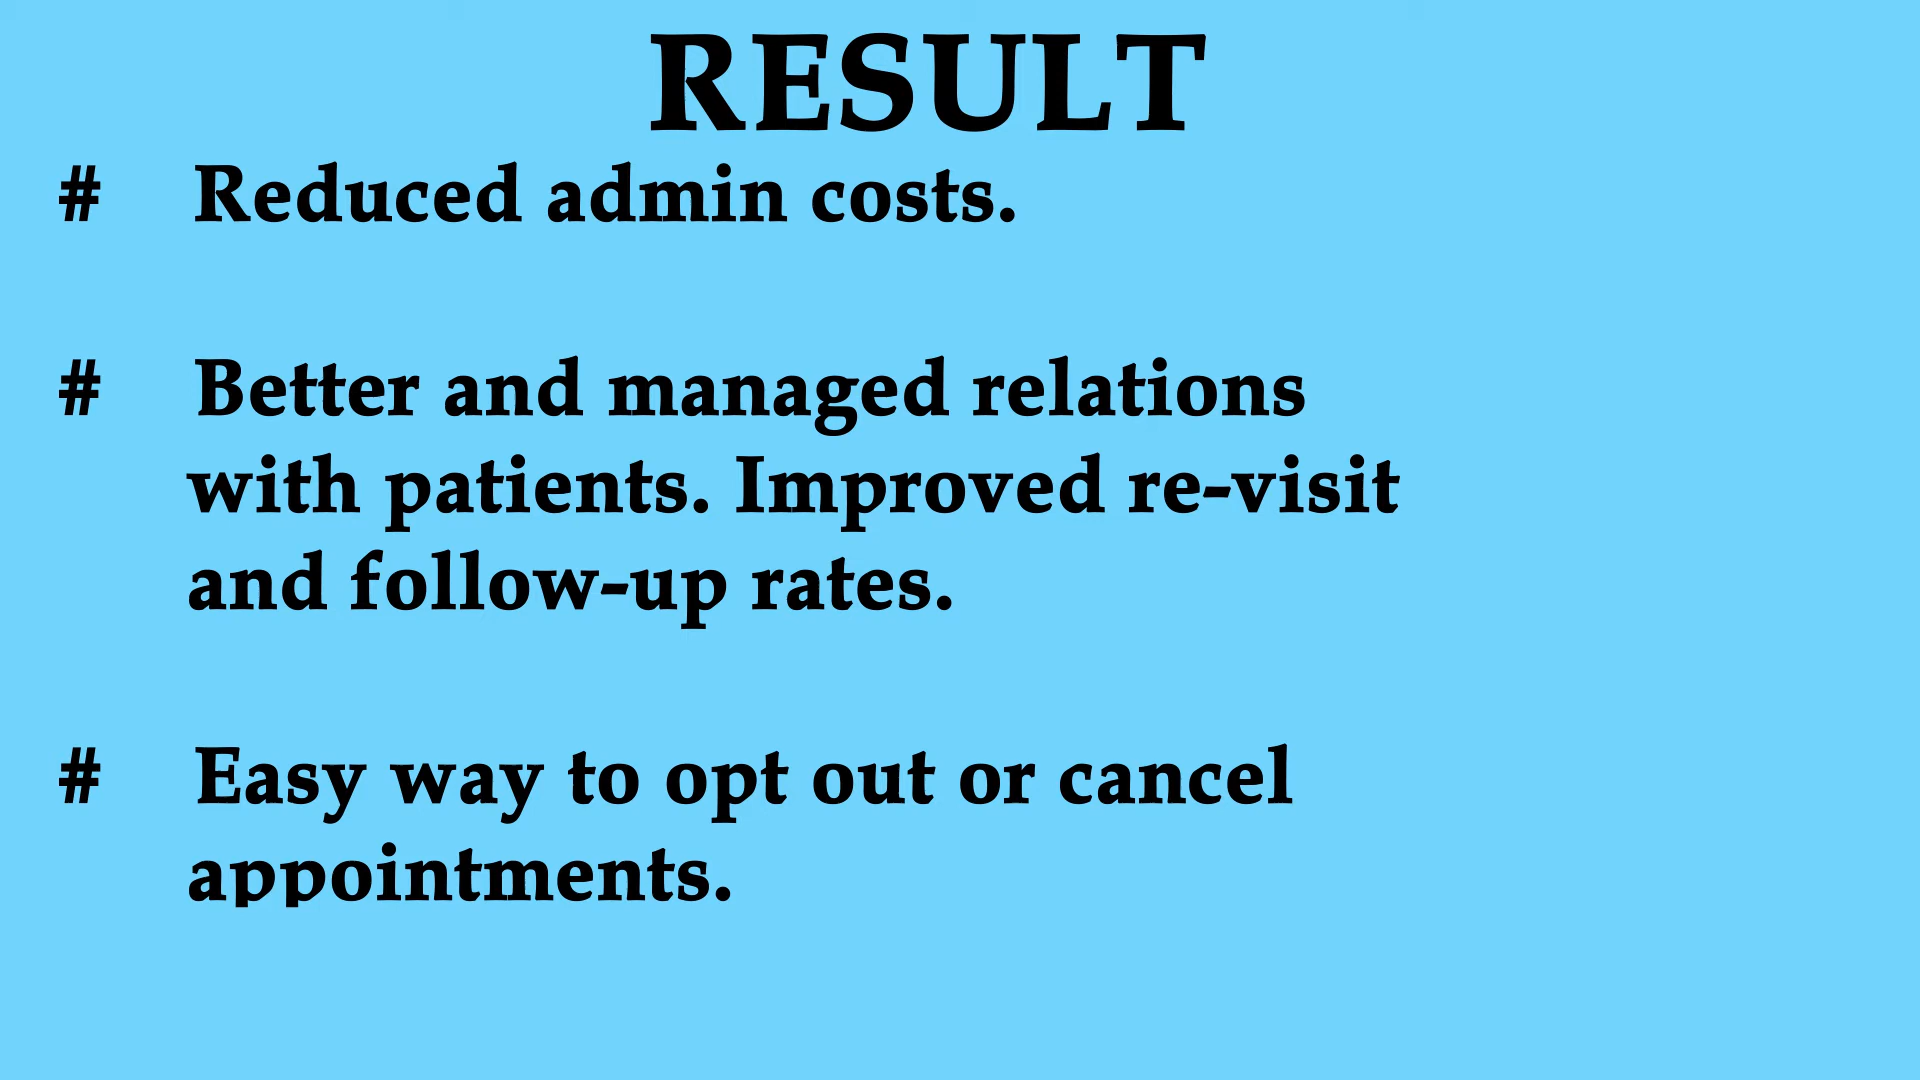 RESULT
# Reduced admin costs.
# Better and managed relations
with patients. Improved re-visit
and follow-up rates.
# Easy way to opt out or cancel
appointments.